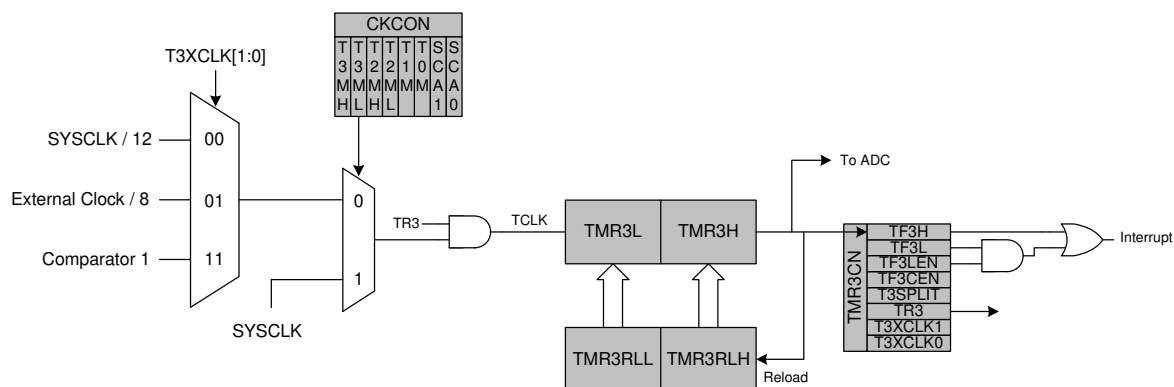 CKCON
T3MH
T3ML
T2MH
T2ML
T1M
T0M
SCA1
SCA0
T3XCLK[1:0]
SYSCLK / 12
00
External Clock / 8
01
Comparator 1
11
0
1
SYSCLK
TR3
TCLK
TMR3L
TMR3H
To ADC
TMR3RLL
TMR3RLH
Reload
TMR3CN
TF3H
TF3L
TF3LEN
TF3CEN
T3SPLIT
TR3
T3XCLK1
T3XCLK0
Interrupt